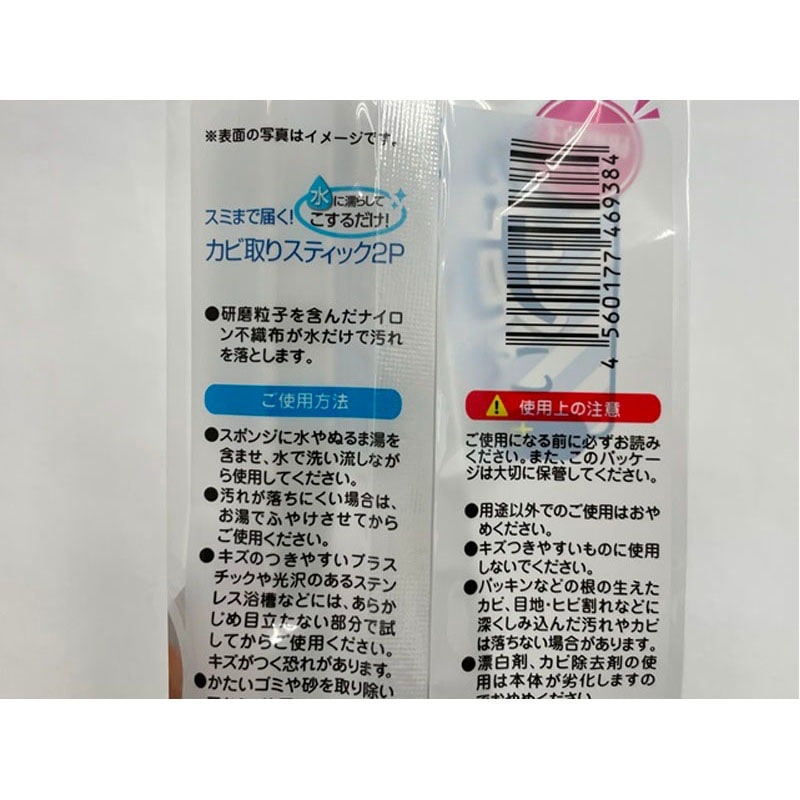 ※表面の写真はイメージです。
水に濡らして
スミまで届く! こするだけ!
カビ取りスティック2P
●研磨粒子を含んだナイロ
ン不織布が水だけで汚れ
を落とします。
ご使用方法
●スポンジに水やぬるま湯を
含ませ、水で洗い流しなが
ら使用してください。
●汚れが落ちにくい場合は、
お湯でふやけさせてから
ご使用ください。
●キズのつきやすいプラス
チックや光沢のあるステン
レス浴槽などには、あらか
じめ目立たない部分で試
してからご使用ください。
キズがつく恐れがあります。
●かたいゴミや砂を取り除い
4 560177 469384
使用上の注意
ご使用になる前に必ずお読み
ください。また、このパッケー
ジは大切に保管してください。
●用途以外でのご使用はおや
めください。
●キズつきやすいものに使用
しないでください。
●パッキンなどの根の生えた
カビ、目地・ヒビ割れなどに
深くしみ込んだ汚れやカビ
は落ちない場合があります。
●漂白剤、カビ除去剤の使
用は本体が劣化しますの
でおやめください。